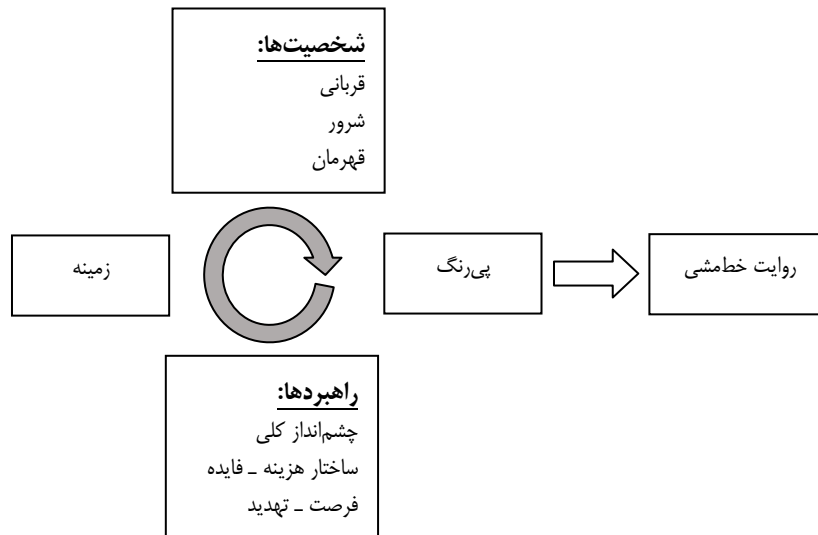 شخصیت‌ها:
قربانی
شرور
قهرمان
زمینه
پی‌رنگ
روایت خط‌مشی
راهبردها:
چشم‌انداز کلی
ساختار هزینه ـ فایده
فرصت ـ تهدید